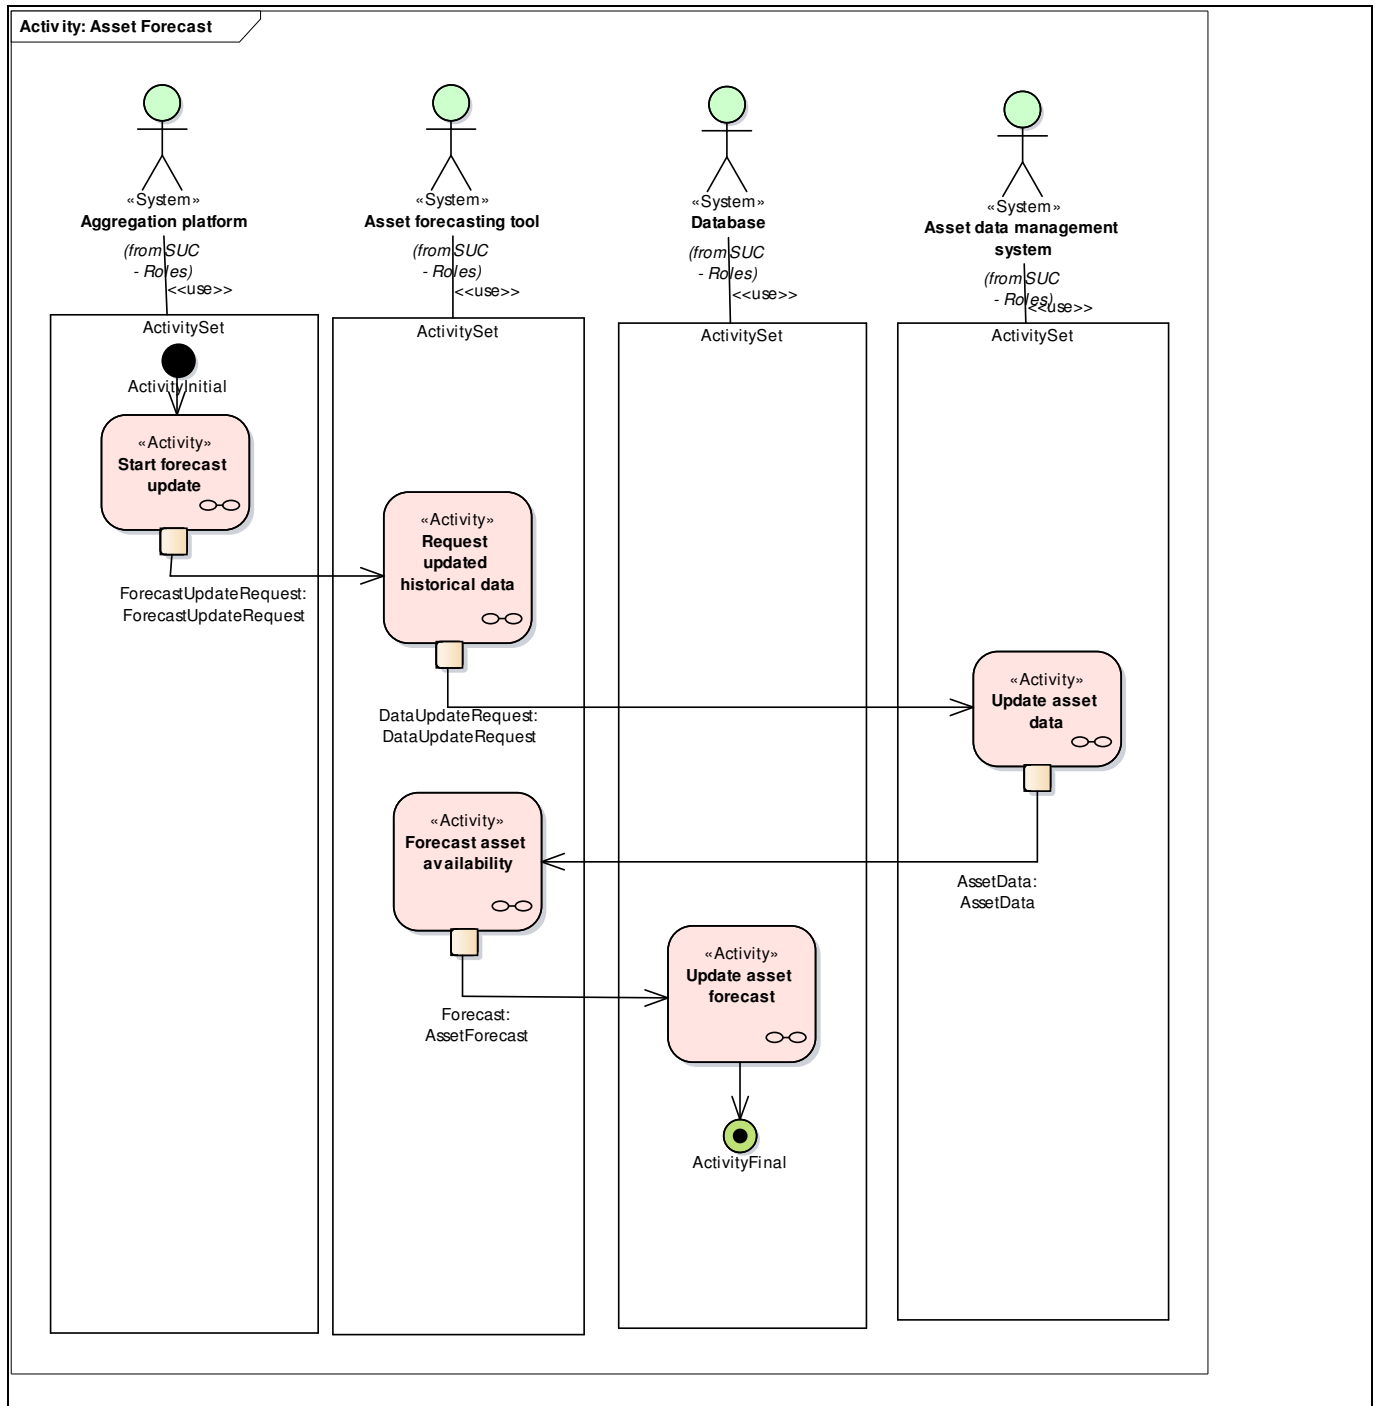 Activity: Asset Forecast
«System»
Aggregation platform
(from SUC
- Roles)
<<use>>
«System»
Asset forecasting tool
(from SUC
- Roles)
<<use>>
«System»
Database
(from SUC
- Roles)
<<use>>
«System»
Asset data management
system
(from SUC
- Roles)
<<use>>
ActivitySet
ActivitySet
ActivitySet
ActivitySet
ActivityInitial
«Activity»
Start forecast
update
ForecastUpdateRequest:
ForecastUpdateRequest
«Activity»
Request
updated
historical data
DataUpdateRequest:
DataUpdateRequest
«Activity»
Update asset
data
AssetData:
AssetData
«Activity»
Forecast asset
availability
Forecast:
AssetForecast
«Activity»
Update asset
forecast
ActivityFinal